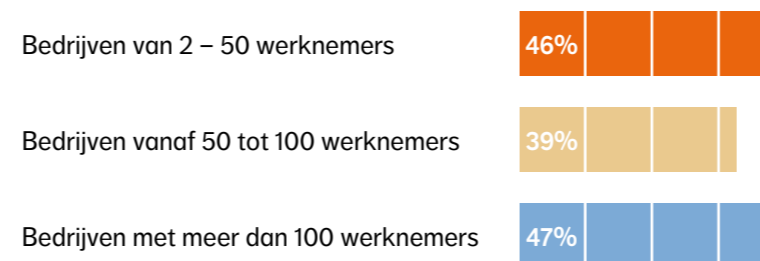 Bedrijven van 2 – 50 werknemers 46%
Bedrijven vanaf 50 tot 100 werknemers 39%
Bedrijven met meer dan 100 werknemers 47%